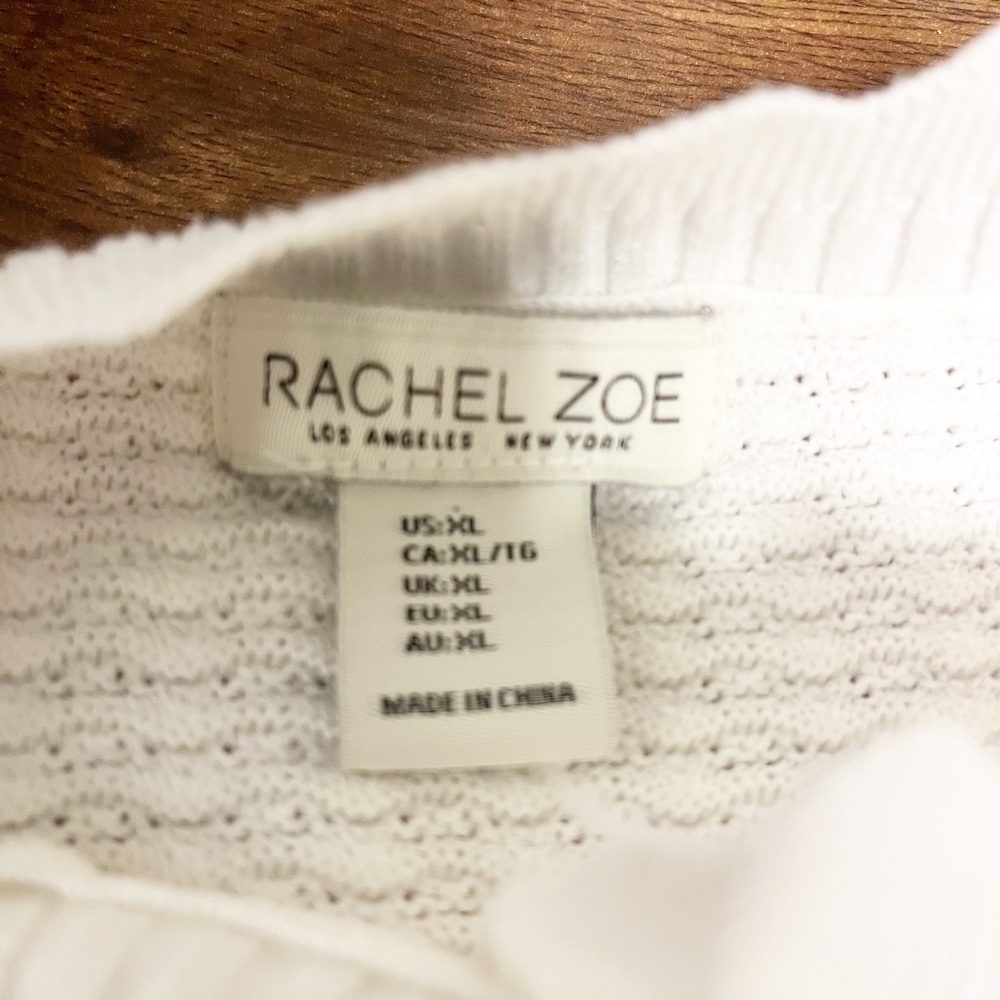 RACHEL ZOE
LOS ANGELES NEW YORK
US:XL
CA:XL/TG
UK:XL
EU:XL
AU:XL
MADE IN CHINA